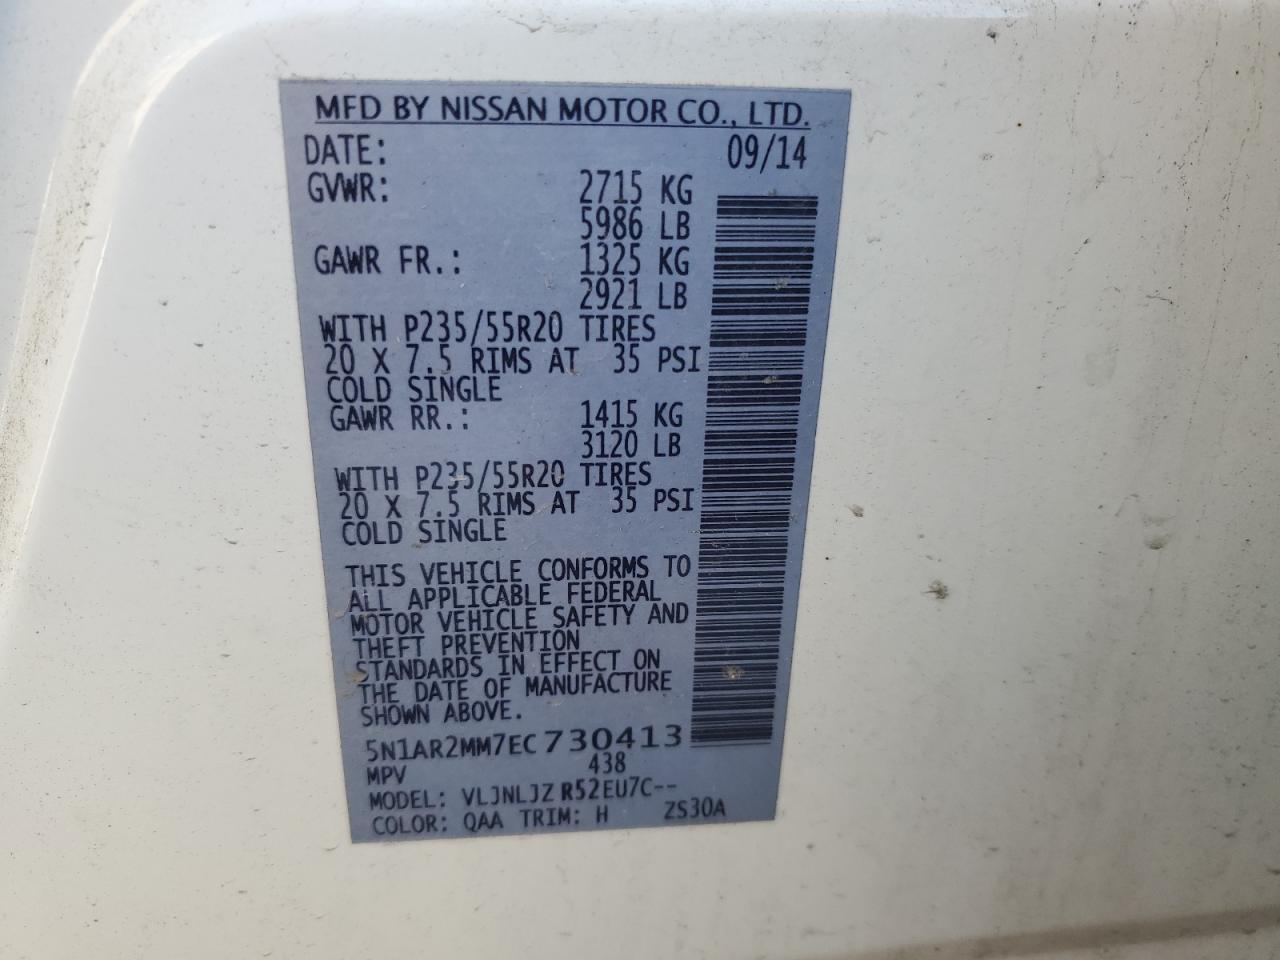 MFD BY NISSAN MOTOR CO., LTD.
DATE: 09/14
GVWR: 2715 KG
5986 LB
GAWR FR.: 1325 KG
2921 LB
WITH P235/55R20 TIRES
20 X 7.5 RIMS AT 35 PSI
COLD SINGLE
GAWR RR.: 1415 KG
3120 LB
WITH P235/55R20 TIRES
20 X 7.5 RIMS AT 35 PSI
COLD SINGLE
THIS VEHICLE CONFORMS TO
ALL APPLICABLE FEDERAL
MOTOR VEHICLE SAFETY AND
THEFT PREVENTION
STANDARDS IN EFFECT ON
THE DATE OF MANUFACTURE
SHOWN ABOVE.
5N1AR2MM7EC730413
MPV 438
MODEL: VLJNLJZ R52EU7C--
COLOR: QAA TRIM: H ZS30A